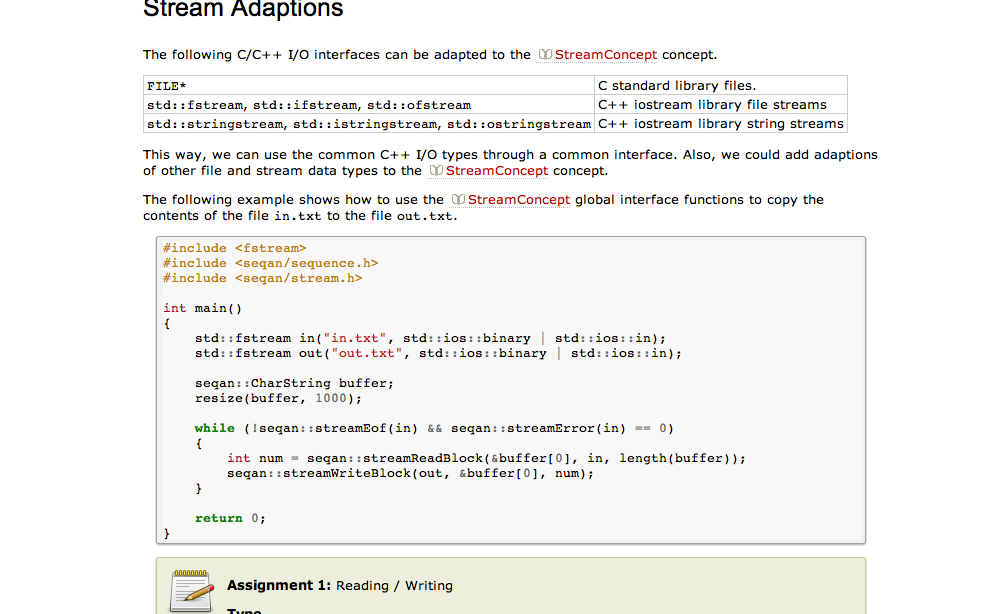 Stream Adaptions
The following C/C++ I/O interfaces can be adapted to the StreamConcept concept.
FILE* C standard library files.
std::fstream, std::ifstream, std::ofstream C++ iostream library file streams
std::stringstream, std::istringstream, std::ostringstream C++ iostream library string streams
This way, we can use the common C++ I/O types through a common interface. Also, we could add adaptions
of other file and stream data types to the StreamConcept concept.
The following example shows how to use the StreamConcept global interface functions to copy the
contents of the file in.txt to the file out.txt.
#include <fstream>
#include <seqan/sequence.h>
#include <seqan/stream.h>
int main()
{
    std::fstream in("in.txt", std::ios::binary | std::ios::in);
    std::fstream out("out.txt", std::ios::binary | std::ios::in);
    seqan::CharString buffer;
    resize(buffer, 1000);
    while (!seqan::streamEof(in) && seqan::streamError(in) == 0)
    {
        int num = seqan::streamReadBlock(&buffer[0], in, length(buffer));
        seqan::streamWriteBlock(out, &buffer[0], num);
    }
    return 0;
}
Assignment 1: Reading / Writing
Type